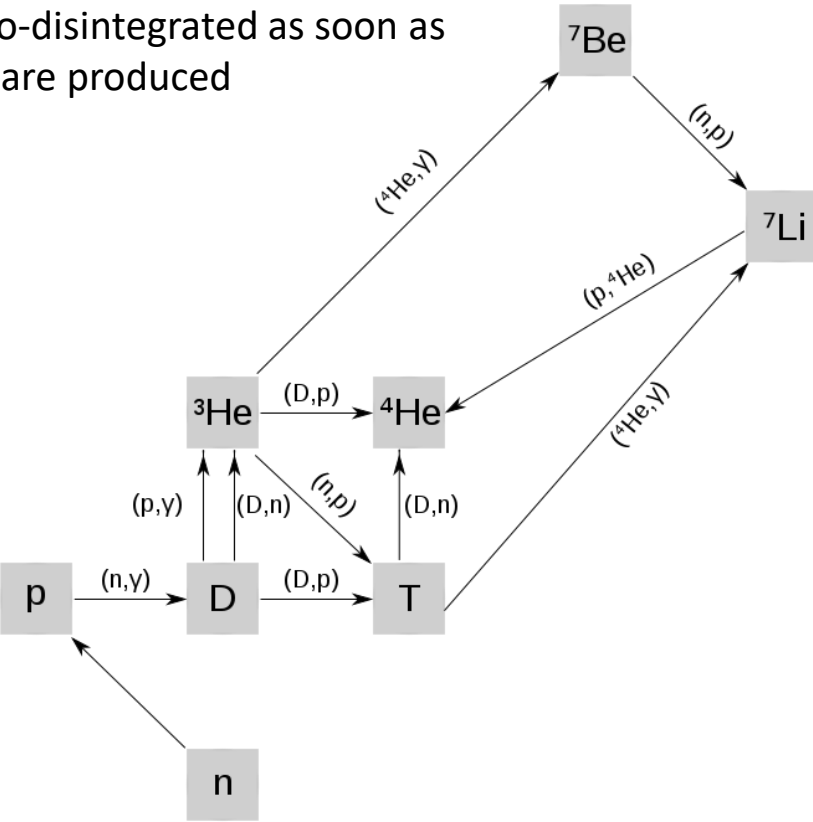 o-disintegrated as soon as
are produced
⁷Be
(n,p)
(⁴He,γ)
⁷Li
(p,⁴He)
³He
(D,p)
⁴He
(⁴He,γ)
(p,γ)
(D,n)
(n,p)
(D,n)
p
(n,γ)
D
(D,p)
T
n